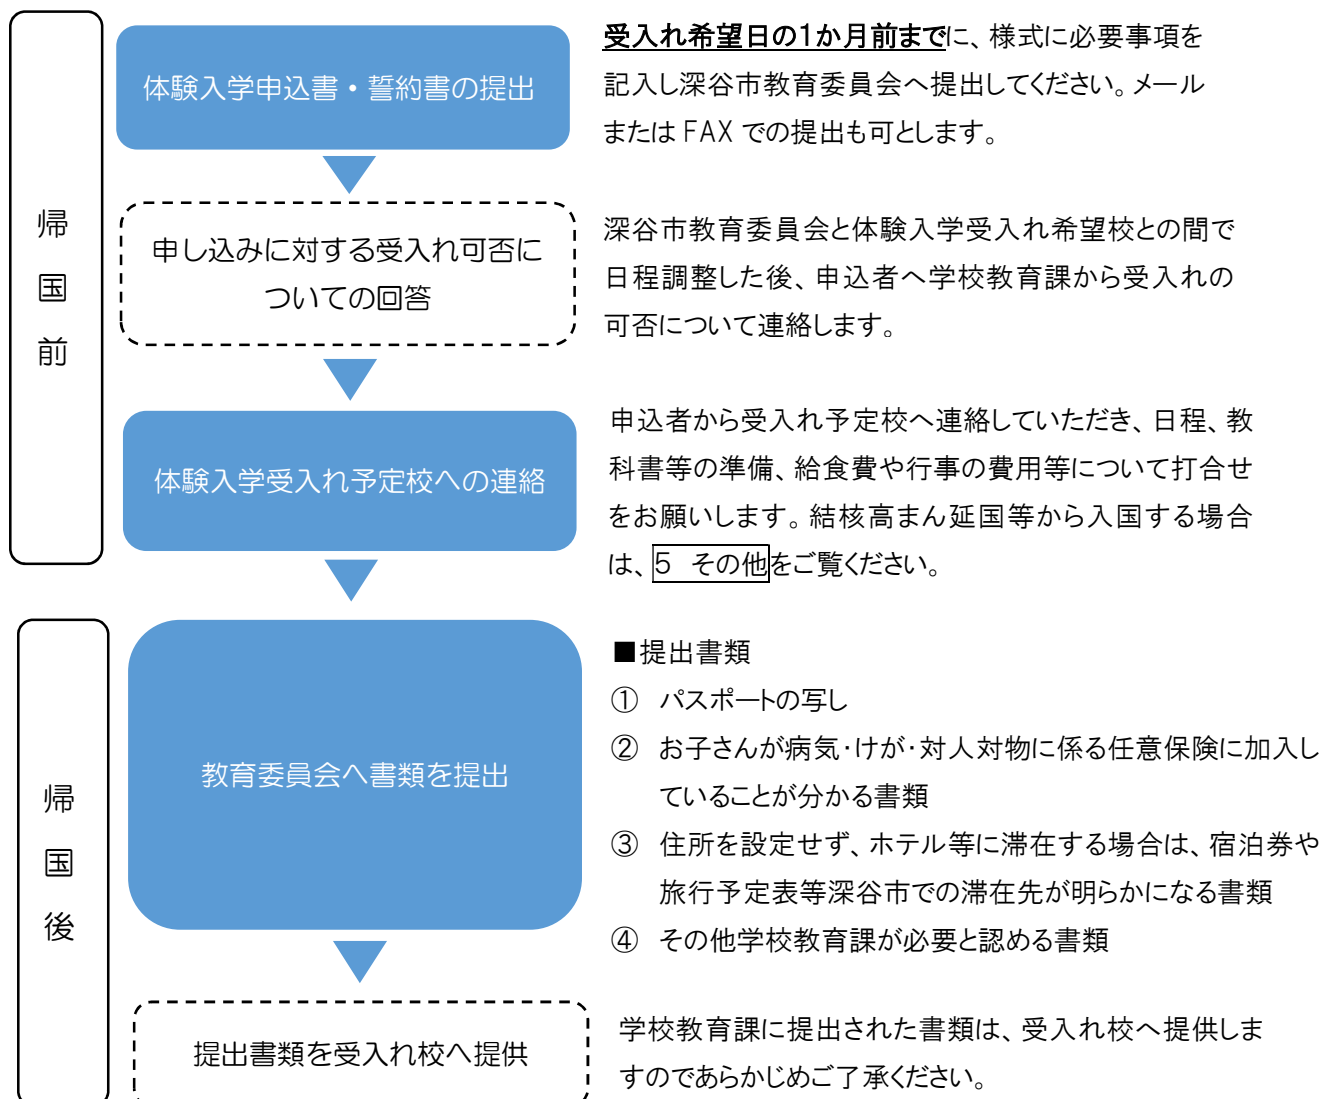 帰国前
体験入学申込書・誓約書の提出
受入れ希望日の1か月前までに、様式に必要事項を
記入し深谷市教育委員会へ提出してください。メール
または FAX での提出も可とします。
申し込みに対する受入れ可否に
ついての回答
深谷市教育委員会と体験入学受入れ希望校との間で
日程調整した後、申込者へ学校教育課から受入れの
可否について連絡します。
体験入学受入れ予定校への連絡
申込者から受入れ予定校へ連絡していただき、日程、教
科書等の準備、給食費や行事の費用等について打合せ
をお願いします。結核高まん延国等から入国する場合
は、5 その他をご覧ください。
帰国後
教育委員会へ書類を提出
■提出書類
① パスポートの写し
② お子さんが病気・けが・対人対物に係る任意保険に加入し
ていることが分かる書類
③ 住所を設定せず、ホテル等に滞在する場合は、宿泊券や
旅行予定表等深谷市での滞在先が明らかになる書類
④ その他学校教育課が必要と認める書類
提出書類を受入れ校へ提供
学校教育課に提出された書類は、受入れ校へ提供しま
すのであらかじめご了承ください。